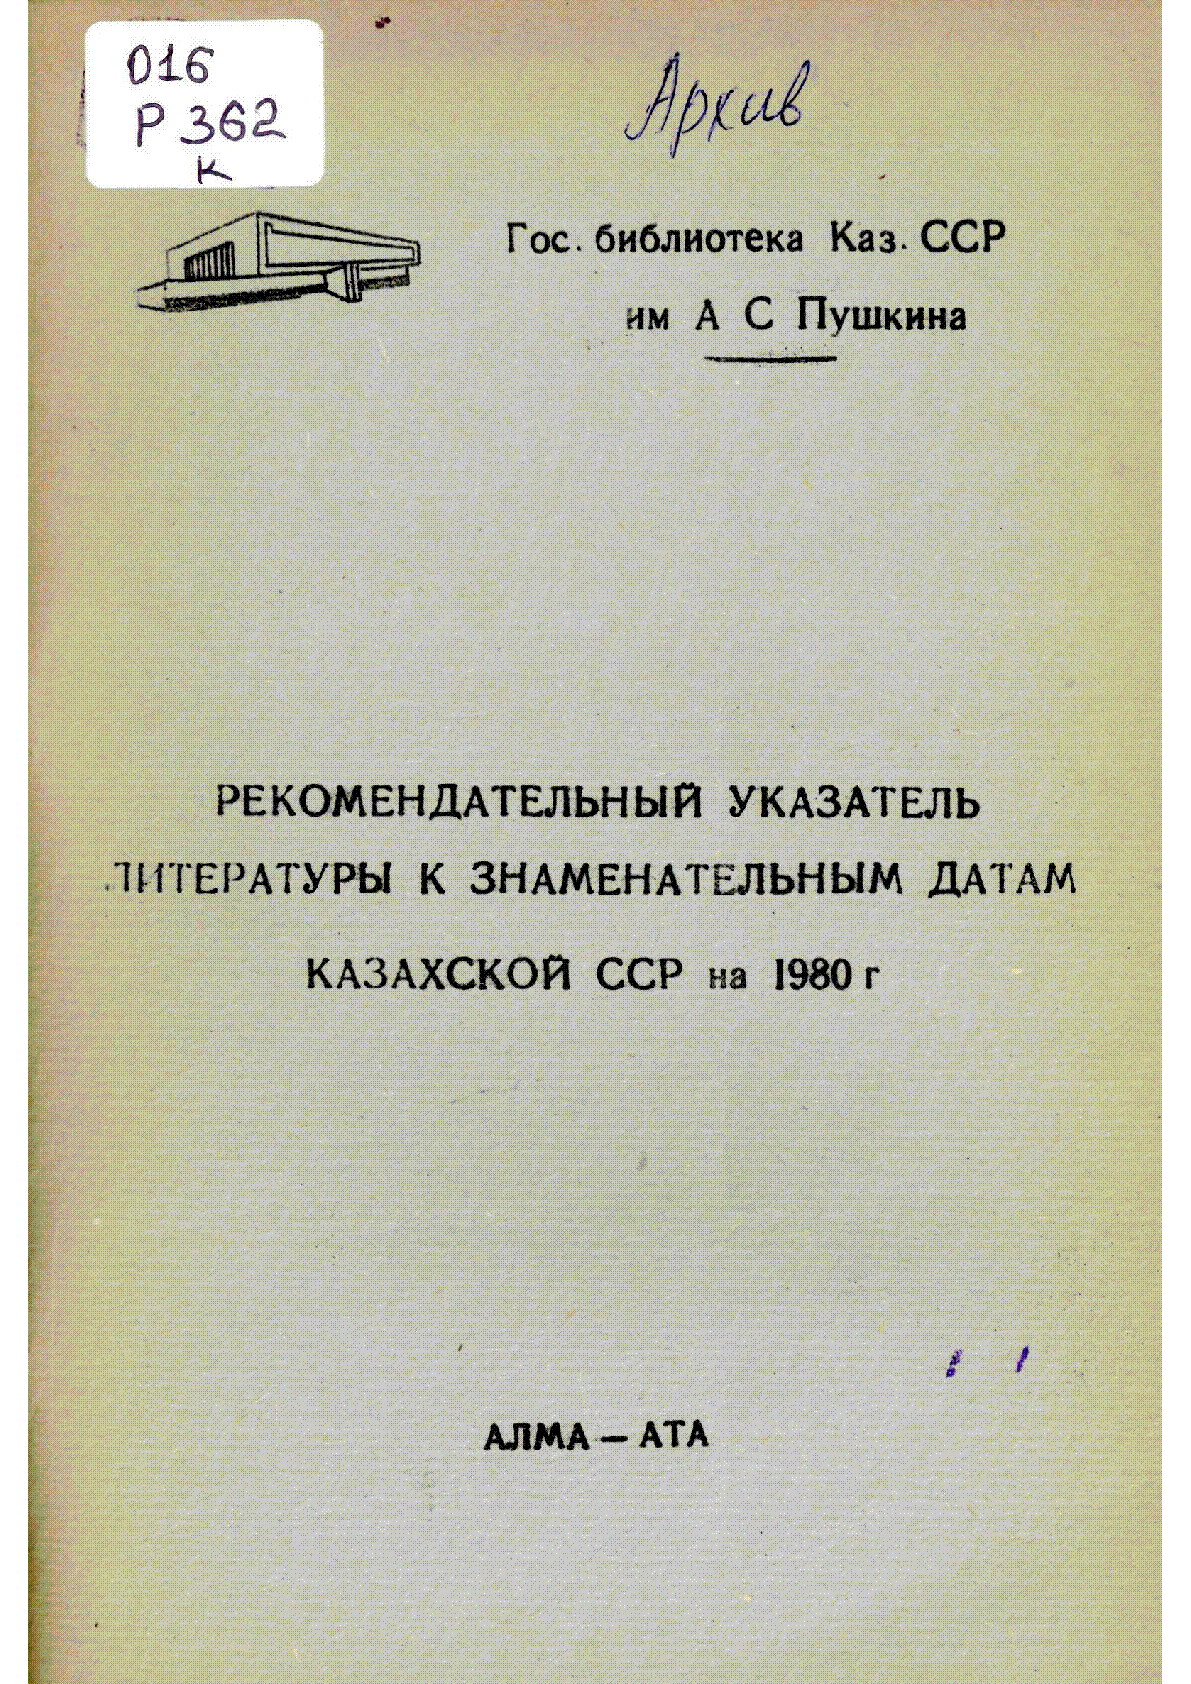 016
Р 362
к
Архив
Гос. библиотека Каз. ССР
им А С Пушкина
РЕКОМЕНДАТЕЛЬНЫЙ УКАЗАТЕЛЬ
ЛИТЕРАТУРЫ К ЗНАМЕНАТЕЛЬНЫМ ДАТАМ
КАЗАХСКОЙ ССР на 1980 г
АЛМА — АТА